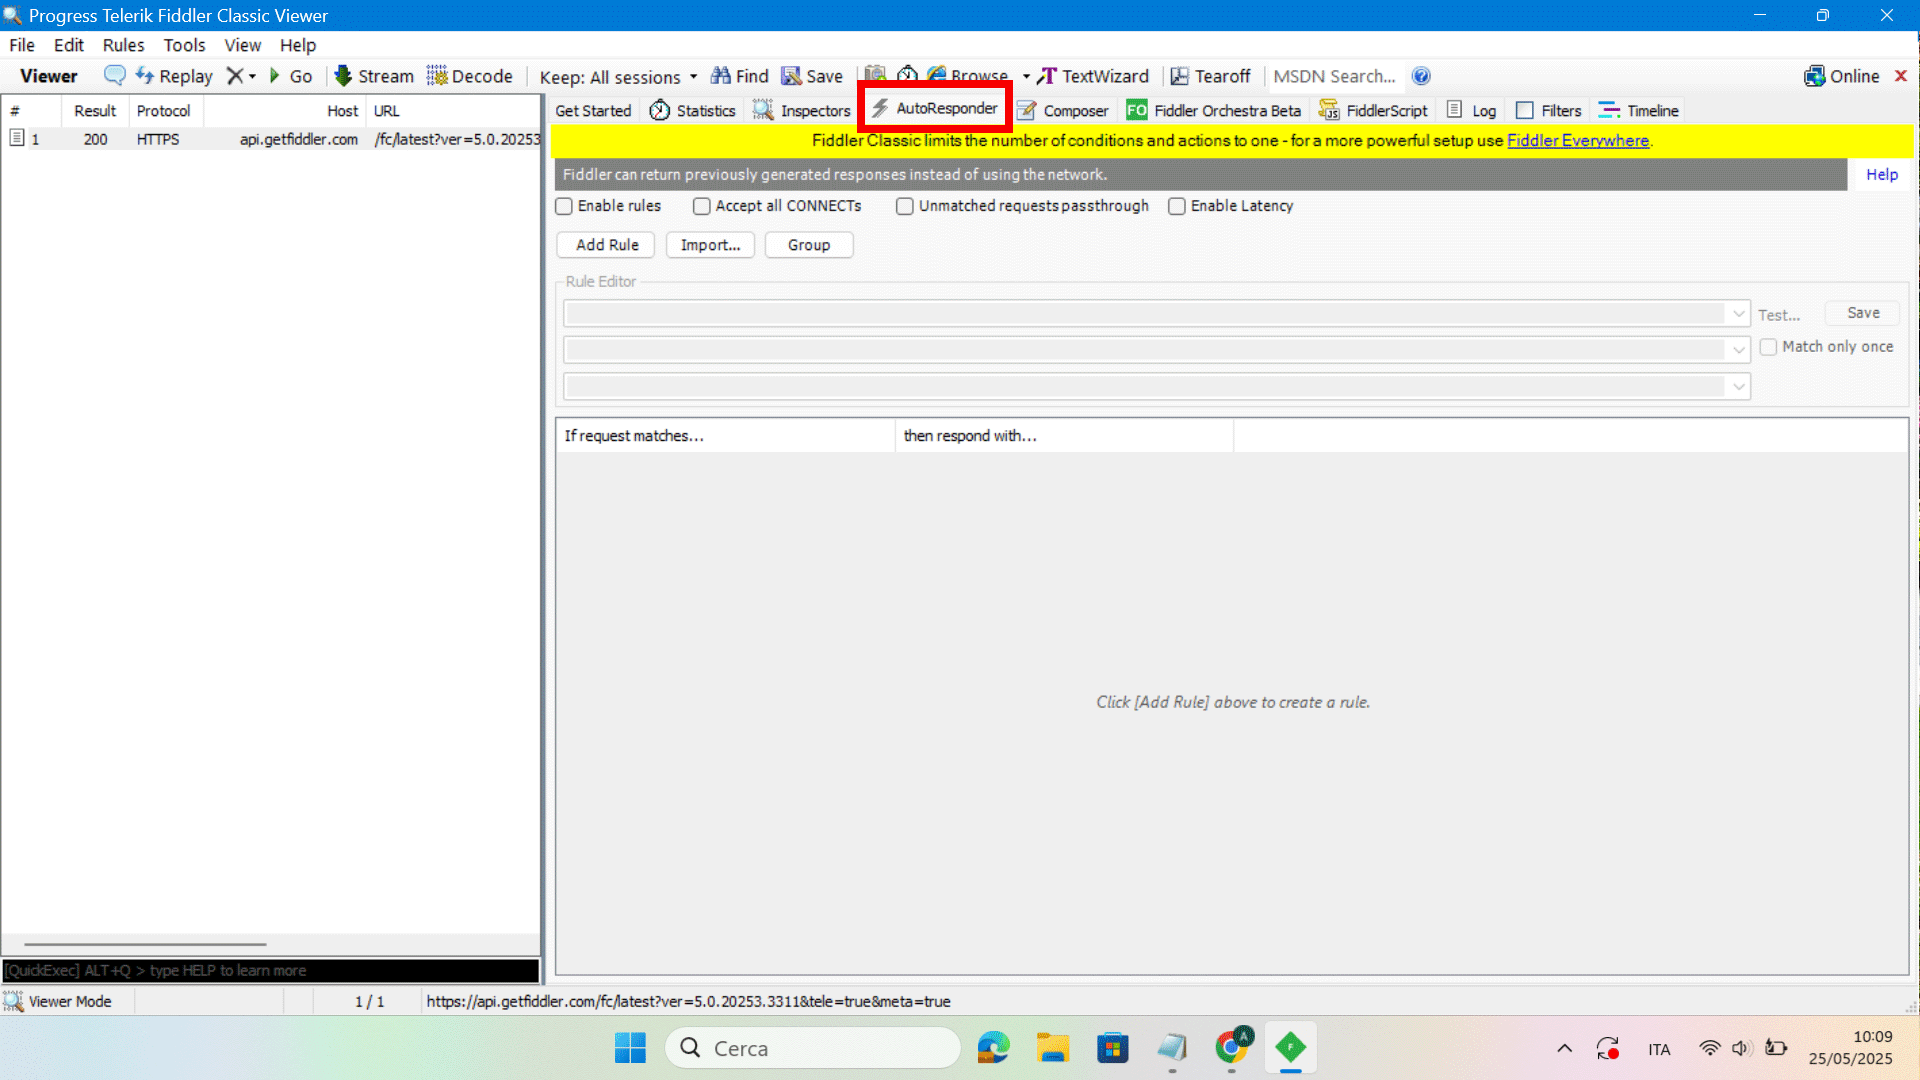 Progress Telerik Fiddler Classic Viewer
File Edit Rules Tools View Help
Viewer Replay Go Stream Decode Keep: All sessions Find Save Browse TextWizard Tearoff MSDN Search... Online
# Result Protocol Host URL
1 200 HTTPS api.getfiddler.com /fc/latest?ver=5.0.20253
Get Started Statistics Inspectors AutoResponder Composer FO Fiddler Orchestra Beta FiddlerScript Log Filters Timeline
Fiddler Classic limits the number of conditions and actions to one - for a more powerful setup use Fiddler Everywhere.
Fiddler can return previously generated responses instead of using the network. Help
Enable rules Accept all CONNECTs Unmatched requests passthrough Enable Latency
Add Rule Import... Group
Rule Editor
Test... Save
Match only once
If request matches... then respond with...
Click [Add Rule] above to create a rule.
[QuickExec] ALT+Q > type HELP to learn more
Viewer Mode 1 / 1 https://api.getfiddler.com/fc/latest?ver=5.0.20253.3311&tele=true&meta=true
Cerca
A
F
ITA
10:09
25/05/2025